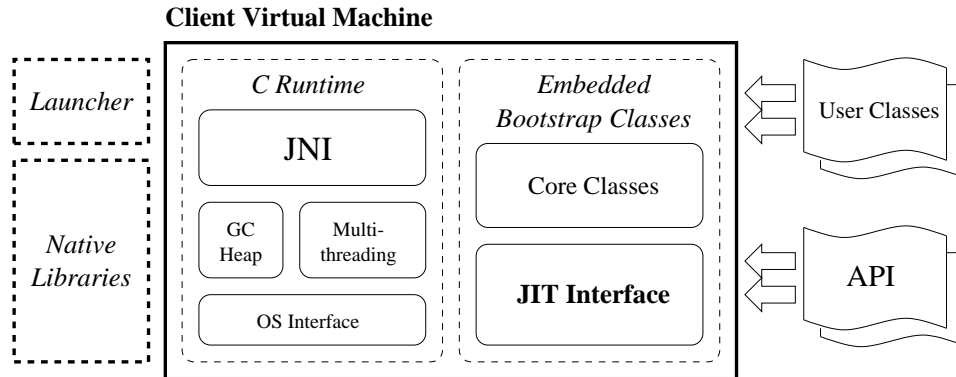 Client Virtual Machine
Launcher
Native
Libraries
C Runtime
JNI
GC
Heap
Multi-
threading
OS Interface
Embedded
Bootstrap Classes
Core Classes
JIT Interface
User Classes
API